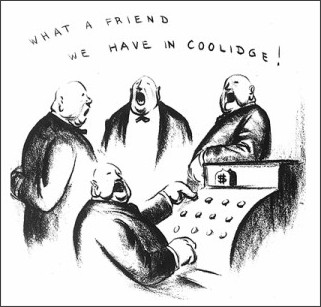 WHAT A FRIEND
WE HAVE IN COOLIDGE!
$